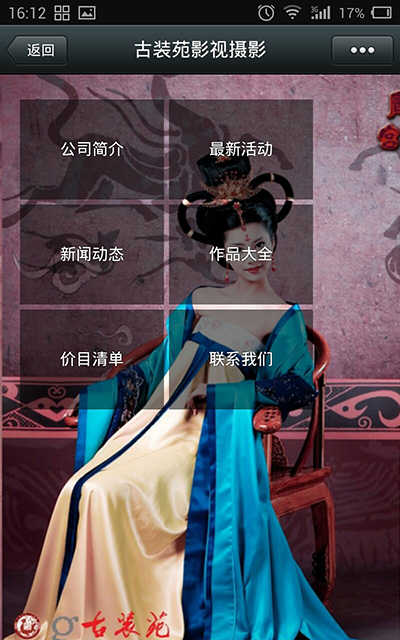 16:12
3G
17%
返回
古装苑影视摄影
公司简介
最新活动
新闻动态
作品大全
价目清单
联系我们
古装苑